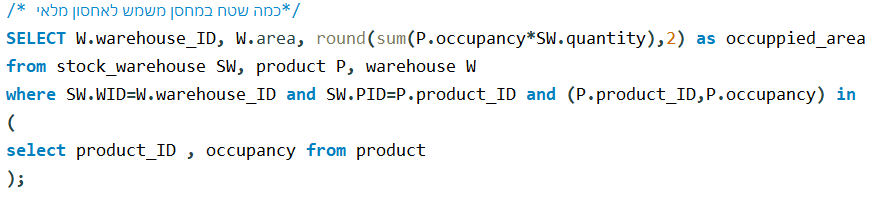 /* כמה שטח במחסן משמש לאחסון מלאי*/
SELECT W.warehouse_ID, W.area, round(sum(P.occupancy*SW.quantity),2) as occuppied_area
from stock_warehouse SW, product P, warehouse W
where SW.WID=W.warehouse_ID and SW.PID=P.product_ID and (P.product_ID,P.occupancy) in
(
select product_ID , occupancy from product
);